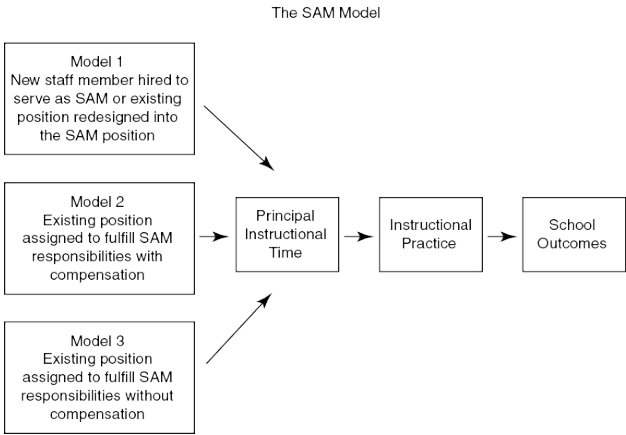 The SAM Model
Model 1
New staff member hired to
serve as SAM or existing
position redesigned into
the SAM position
Model 2
Existing position
assigned to fulfill SAM
responsibilities with
compensation
Model 3
Existing position
assigned to fulfill SAM
responsibilities without
compensation
Principal
Instructional
Time
Instructional
Practice
School
Outcomes